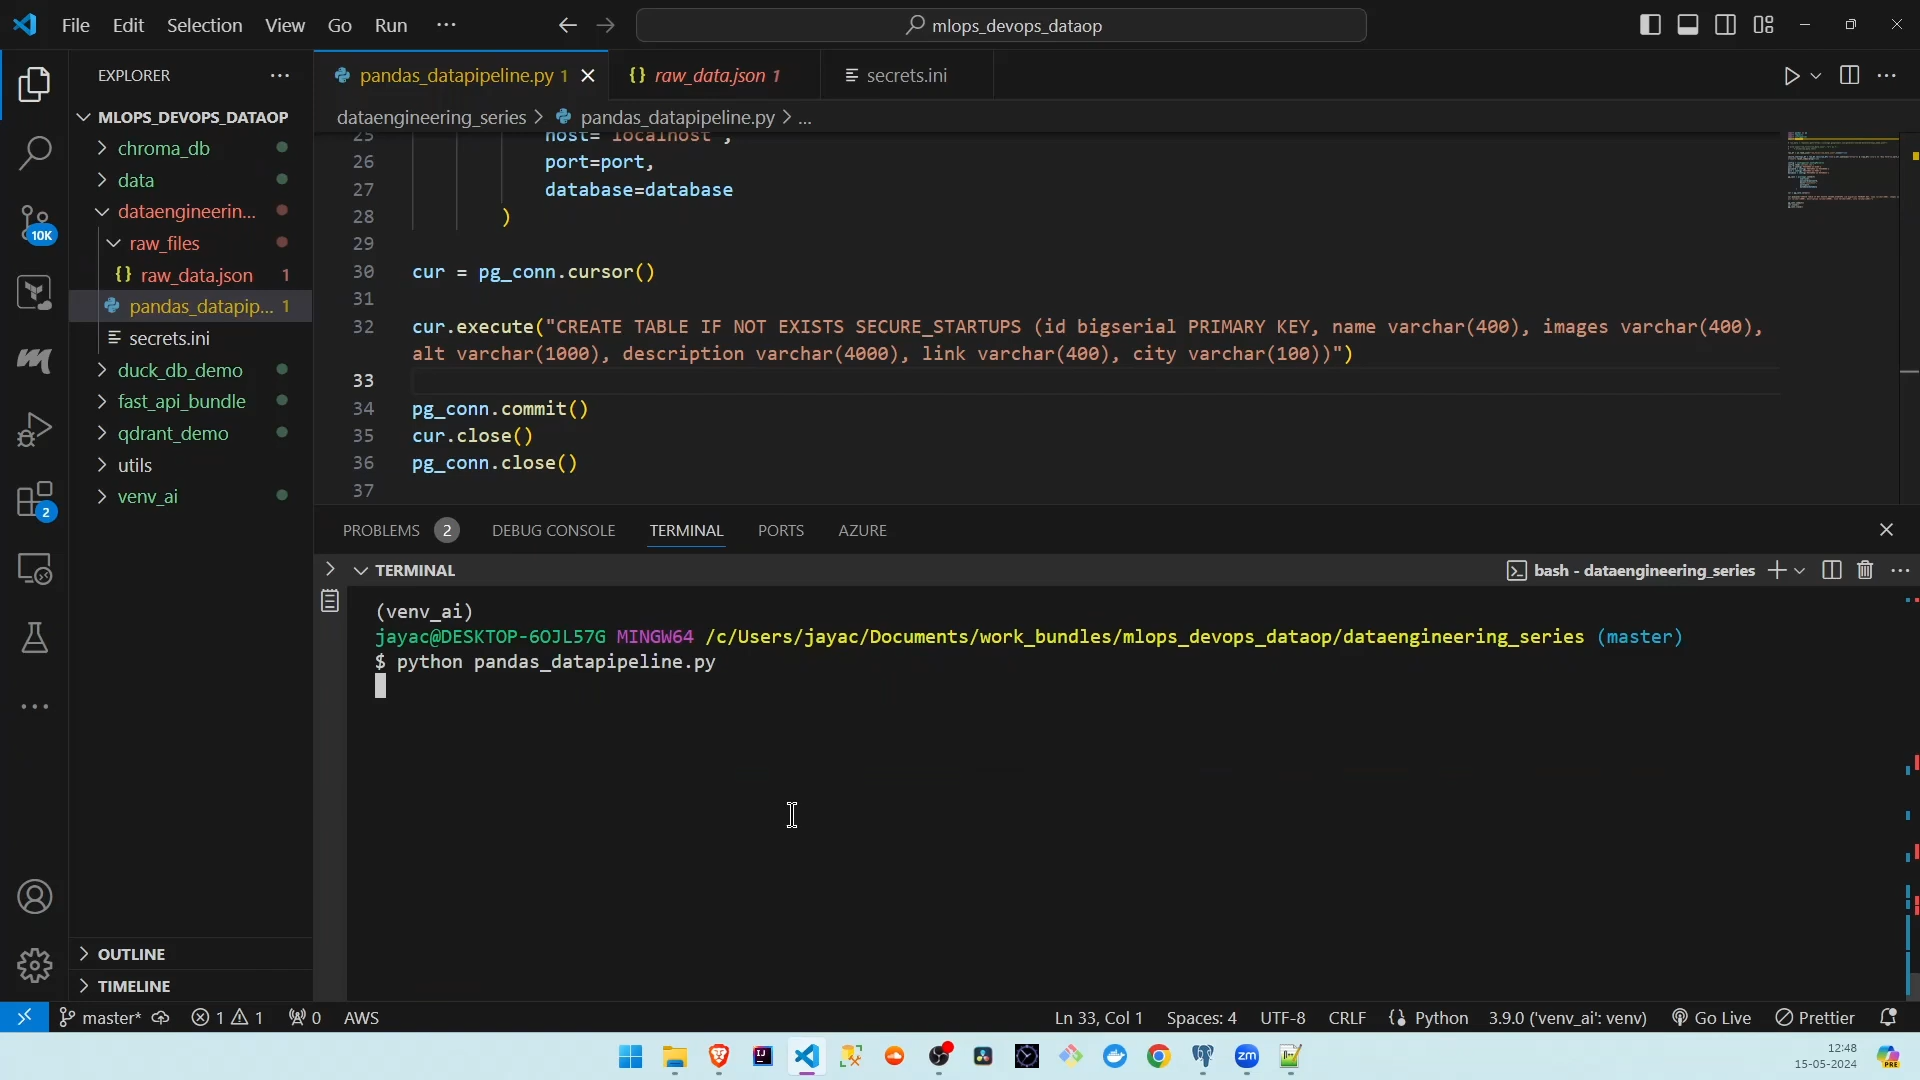 File Edit Selection View Go Run ···
mlops_devops_dataop
EXPLORER
MLOPS_DEVOPS_DATAOP
chroma_db
data
dataengineerin...
raw_files
{} raw_data.json 1
pandas_datapip... 1
secrets.ini
duck_db_demo
fast_api_bundle
qdrant_demo
utils
venv_ai
OUTLINE
TIMELINE
10K
2
pandas_datapipeline.py 1
{} raw_data.json 1
secrets.ini
dataengineering_series > pandas_datapipeline.py > ...
25 host="localhost",
26 port=port,
27 database=database
28 )
29
30 cur = pg_conn.cursor()
31
32 cur.execute("CREATE TABLE IF NOT EXISTS SECURE_STARTUPS (id bigserial PRIMARY KEY, name varchar(400), images varchar(400),
alt varchar(1000), description varchar(4000), link varchar(400), city varchar(100))")
33
34 pg_conn.commit()
35 cur.close()
36 pg_conn.close()
37
PROBLEMS 2 DEBUG CONSOLE TERMINAL PORTS AZURE
TERMINAL
bash - dataengineering_series
(venv_ai)
jayac@DESKTOP-6OJL57G MINGW64 /c/Users/jayac/Documents/work_bundles/mlops_devops_dataop/dataengineering_series (master)
$ python pandas_datapipeline.py
master* 1 1 0 AWS
Ln 33, Col 1 Spaces: 4 UTF-8 CRLF {} Python 3.9.0 ('venv_ai': venv) Go Live Prettier
zm
12:48
15-05-2024
PRE